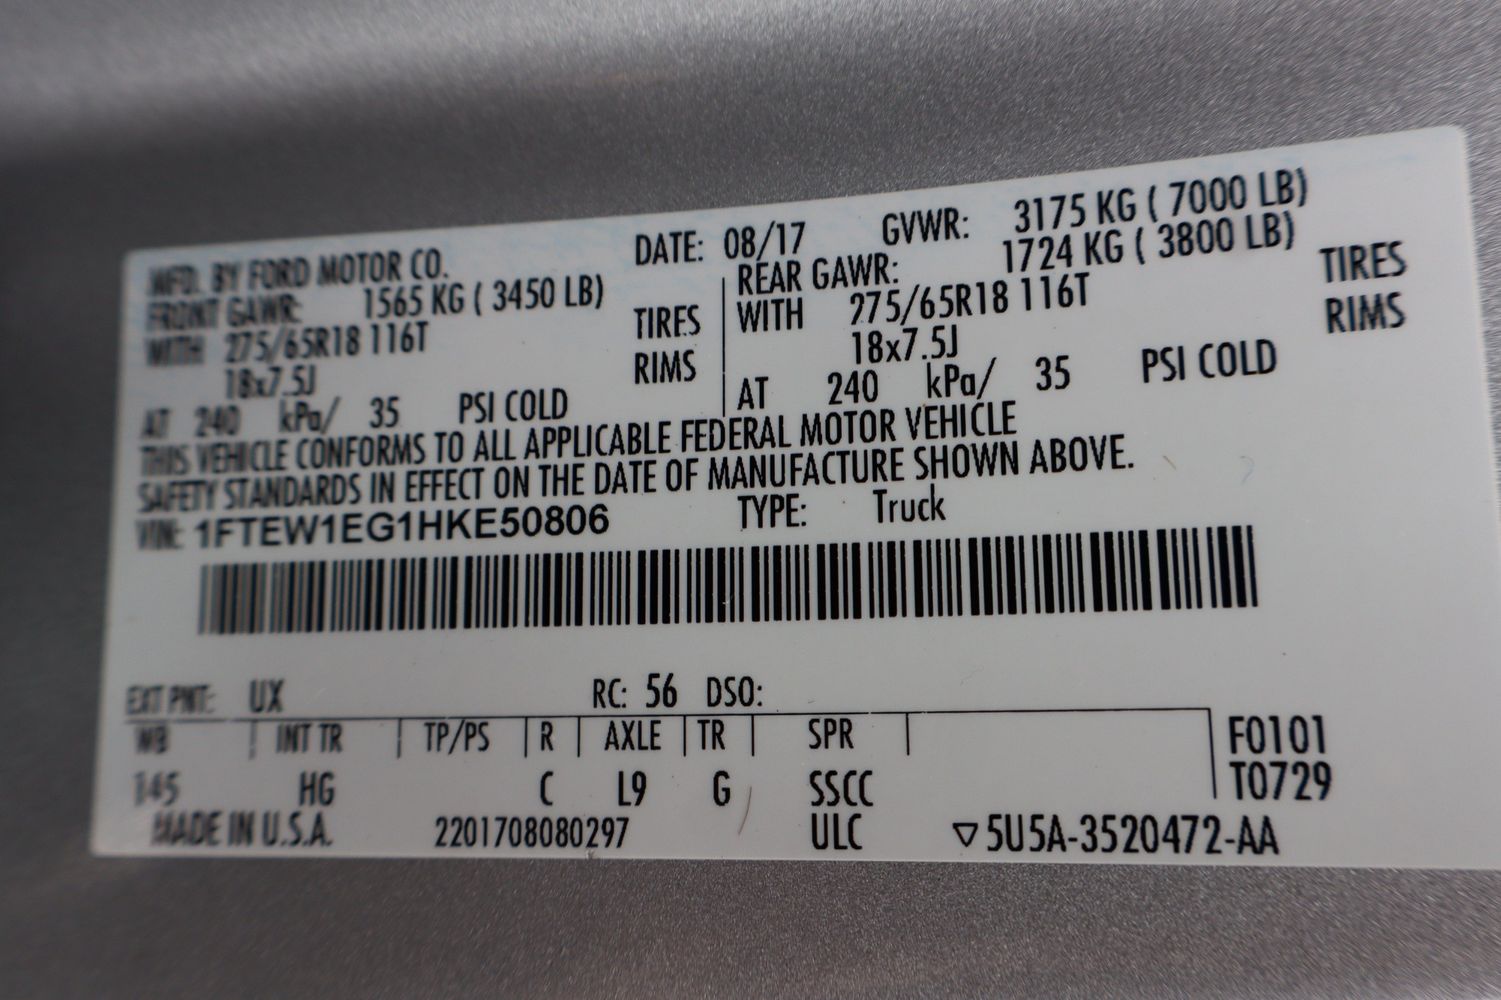 MFD. BY FORD MOTOR CO. DATE: 08/17 GVWR: 3175 KG ( 7000 LB)
FRONT GAWR: 1565 KG ( 3450 LB) REAR GAWR: 1724 KG ( 3800 LB)
WITH 275/65R18 116T TIRES WITH 275/65R18 116T TIRES
18x7.5J RIMS 18x7.5J RIMS
AT 240 kPa/ 35 PSI COLD AT 240 kPa/ 35 PSI COLD
THIS VEHICLE CONFORMS TO ALL APPLICABLE FEDERAL MOTOR VEHICLE
SAFETY STANDARDS IN EFFECT ON THE DATE OF MANUFACTURE SHOWN ABOVE.
VIN: 1FTEW1EG1HKE50806 TYPE: Truck
EXT PNT: UX RC: 56 DSO:
WB INT TR TP/PS R AXLE TR SPR F0101
145 HG C L9 G SSCC T0729
MADE IN U.S.A. 2201708080297 ULC ▽5U5A-3520472-AA